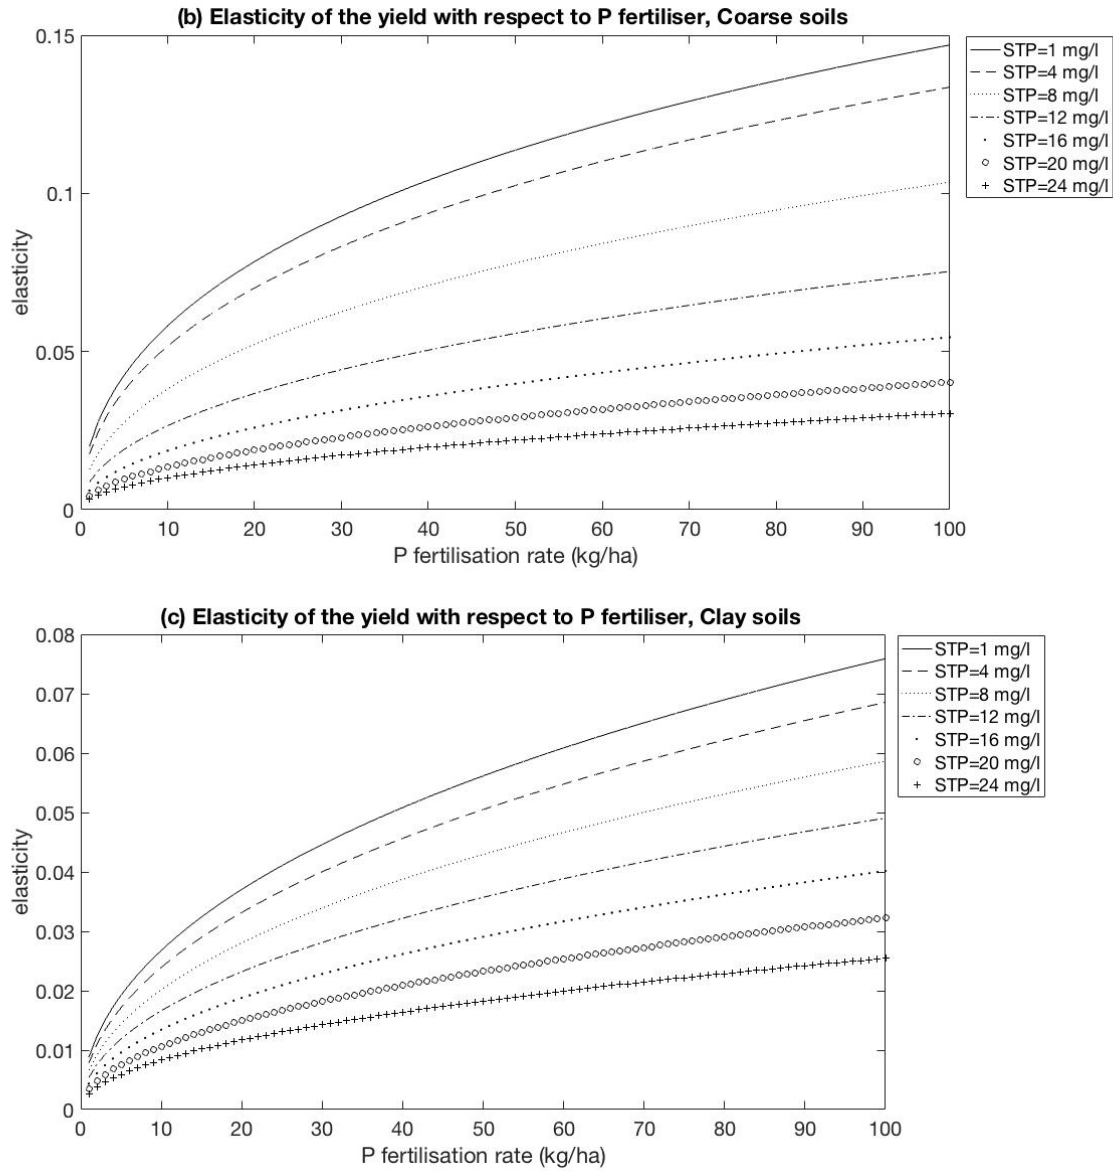 (b) Elasticity of the yield with respect to P fertiliser, Coarse soils
0.15
0.1
0.05
0
elasticity
0 10 20 30 40 50 60 70 80 90 100
P fertilisation rate (kg/ha)
STP=1 mg/l
STP=4 mg/l
STP=8 mg/l
STP=12 mg/l
STP=16 mg/l
STP=20 mg/l
STP=24 mg/l
(c) Elasticity of the yield with respect to P fertiliser, Clay soils
0.08
0.07
0.06
0.05
0.04
0.03
0.02
0.01
0
elasticity
0 10 20 30 40 50 60 70 80 90 100
P fertilisation rate (kg/ha)
STP=1 mg/l
STP=4 mg/l
STP=8 mg/l
STP=12 mg/l
STP=16 mg/l
STP=20 mg/l
STP=24 mg/l